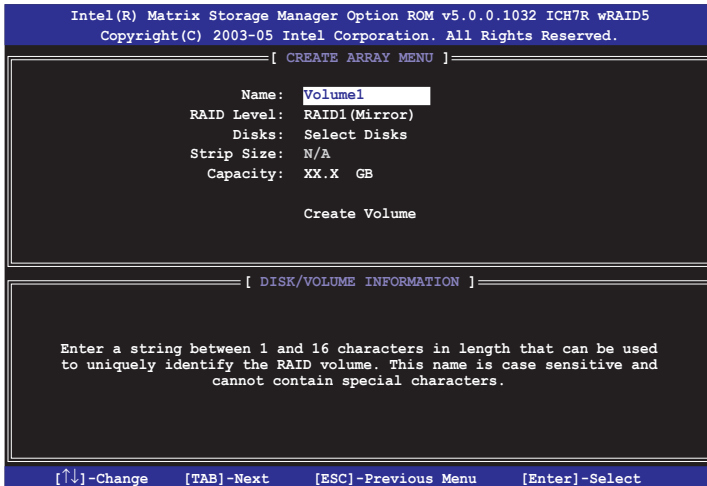 Intel(R) Matrix Storage Manager Option ROM v5.0.0.1032 ICH7R wRAID5
Copyright(C) 2003-05 Intel Corporation. All Rights Reserved.
[ CREATE ARRAY MENU ]
Name: Volume1
RAID Level: RAID1(Mirror)
Disks: Select Disks
Strip Size: N/A
Capacity: XX.X GB
Create Volume
[ DISK/VOLUME INFORMATION ]
Enter a string between 1 and 16 characters in length that can be used
to uniquely identify the RAID volume. This name is case sensitive and
cannot contain special characters.
[↑↓]-Change [TAB]-Next [ESC]-Previous Menu [Enter]-Select